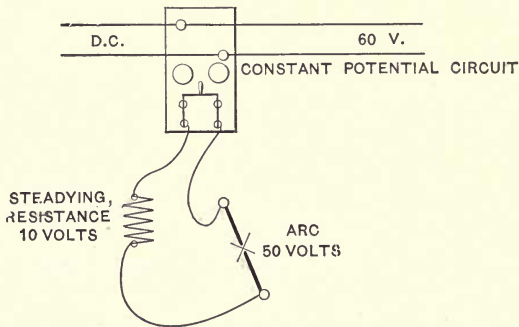 D.C. 60 V.
CONSTANT POTENTIAL CIRCUIT
STEADYING,
RESISTANCE
10 VOLTS
ARC
50 VOLTS